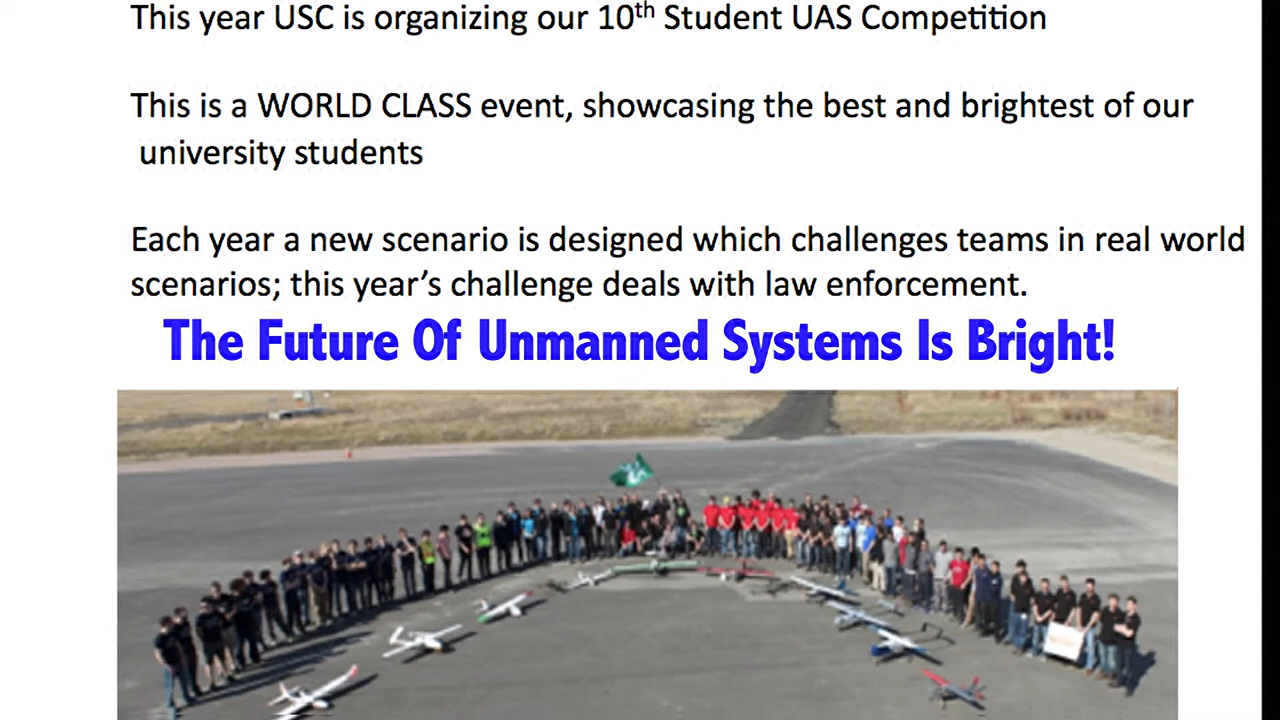 This year USC is organizing our 10th Student UAS Competition
This is a WORLD CLASS event, showcasing the best and brightest of our
university students
Each year a new scenario is designed which challenges teams in real world
scenarios; this year’s challenge deals with law enforcement.
The Future Of Unmanned Systems Is Bright!